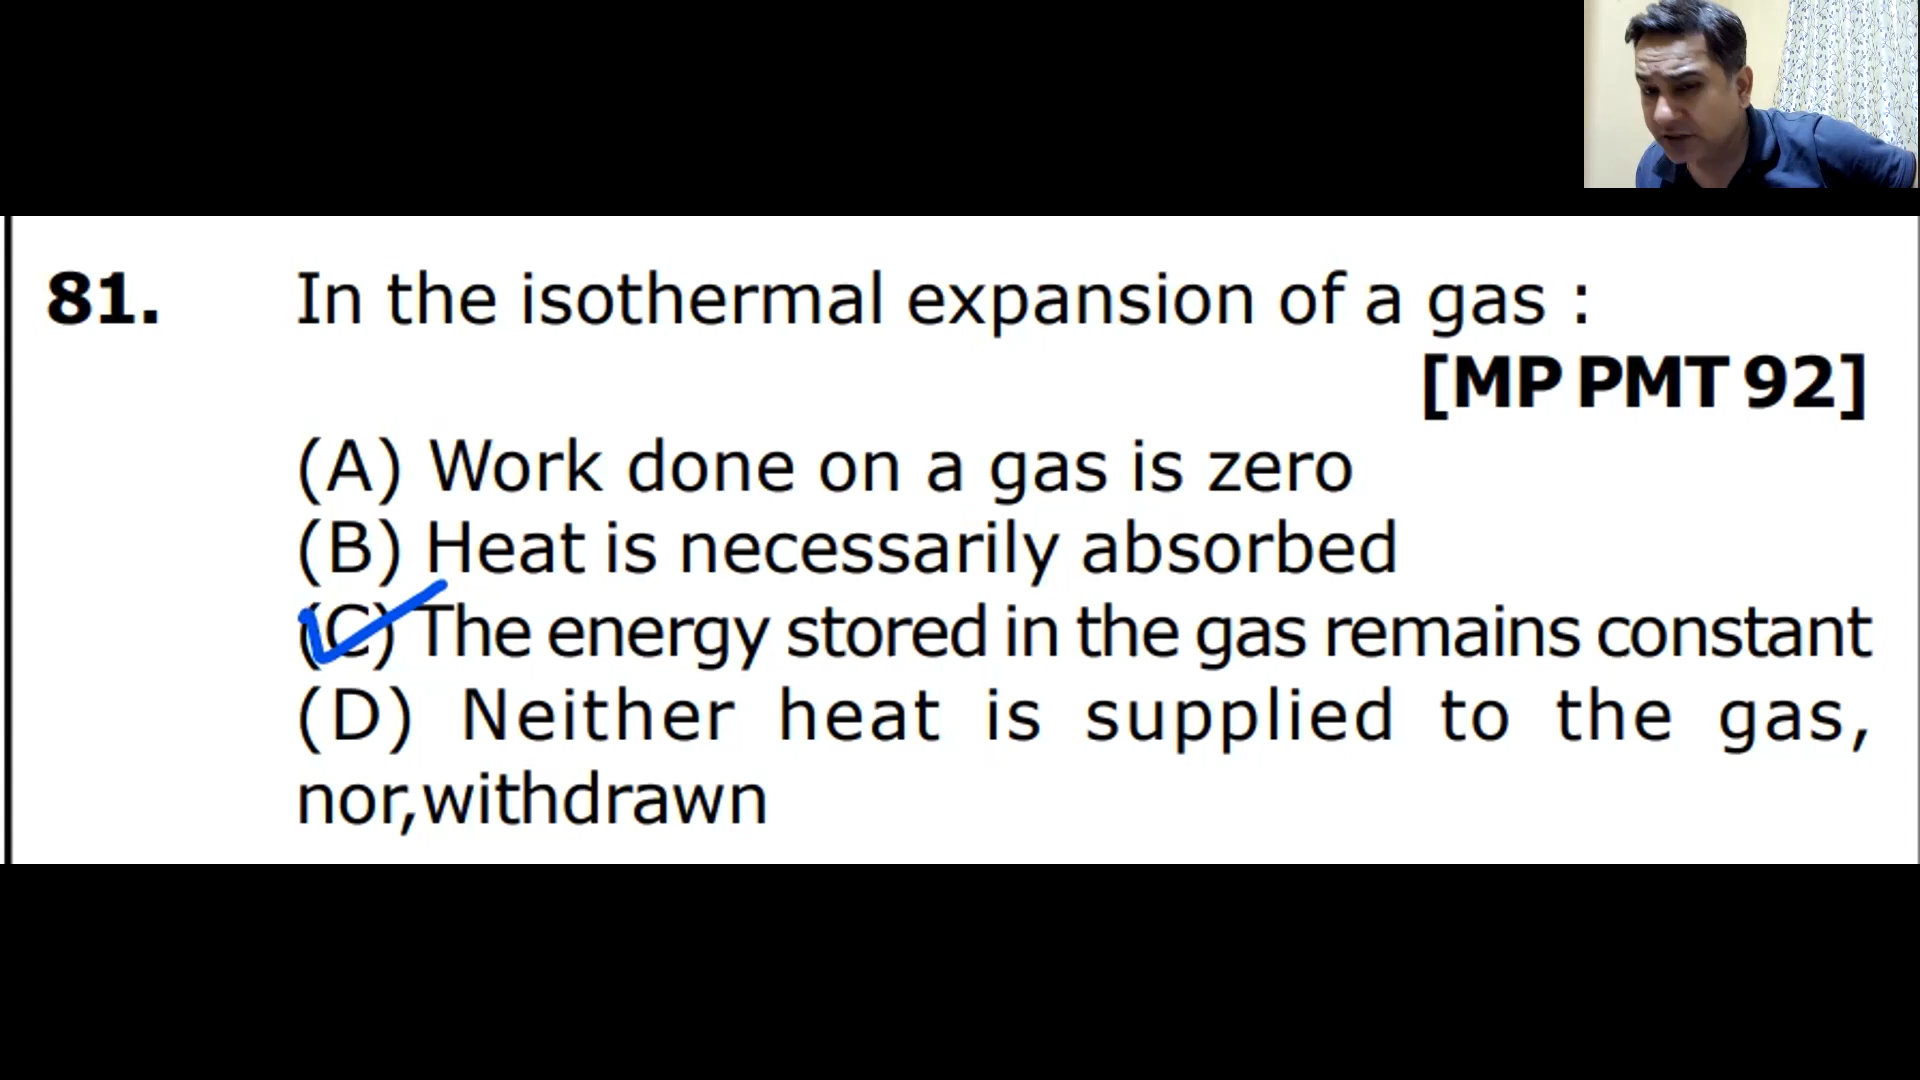 81. In the isothermal expansion of a gas :
[MP PMT 92]
(A) Work done on a gas is zero
(B) Heat is necessarily absorbed
(C) The energy stored in the gas remains constant
(D) Neither heat is supplied to the gas,
nor,withdrawn